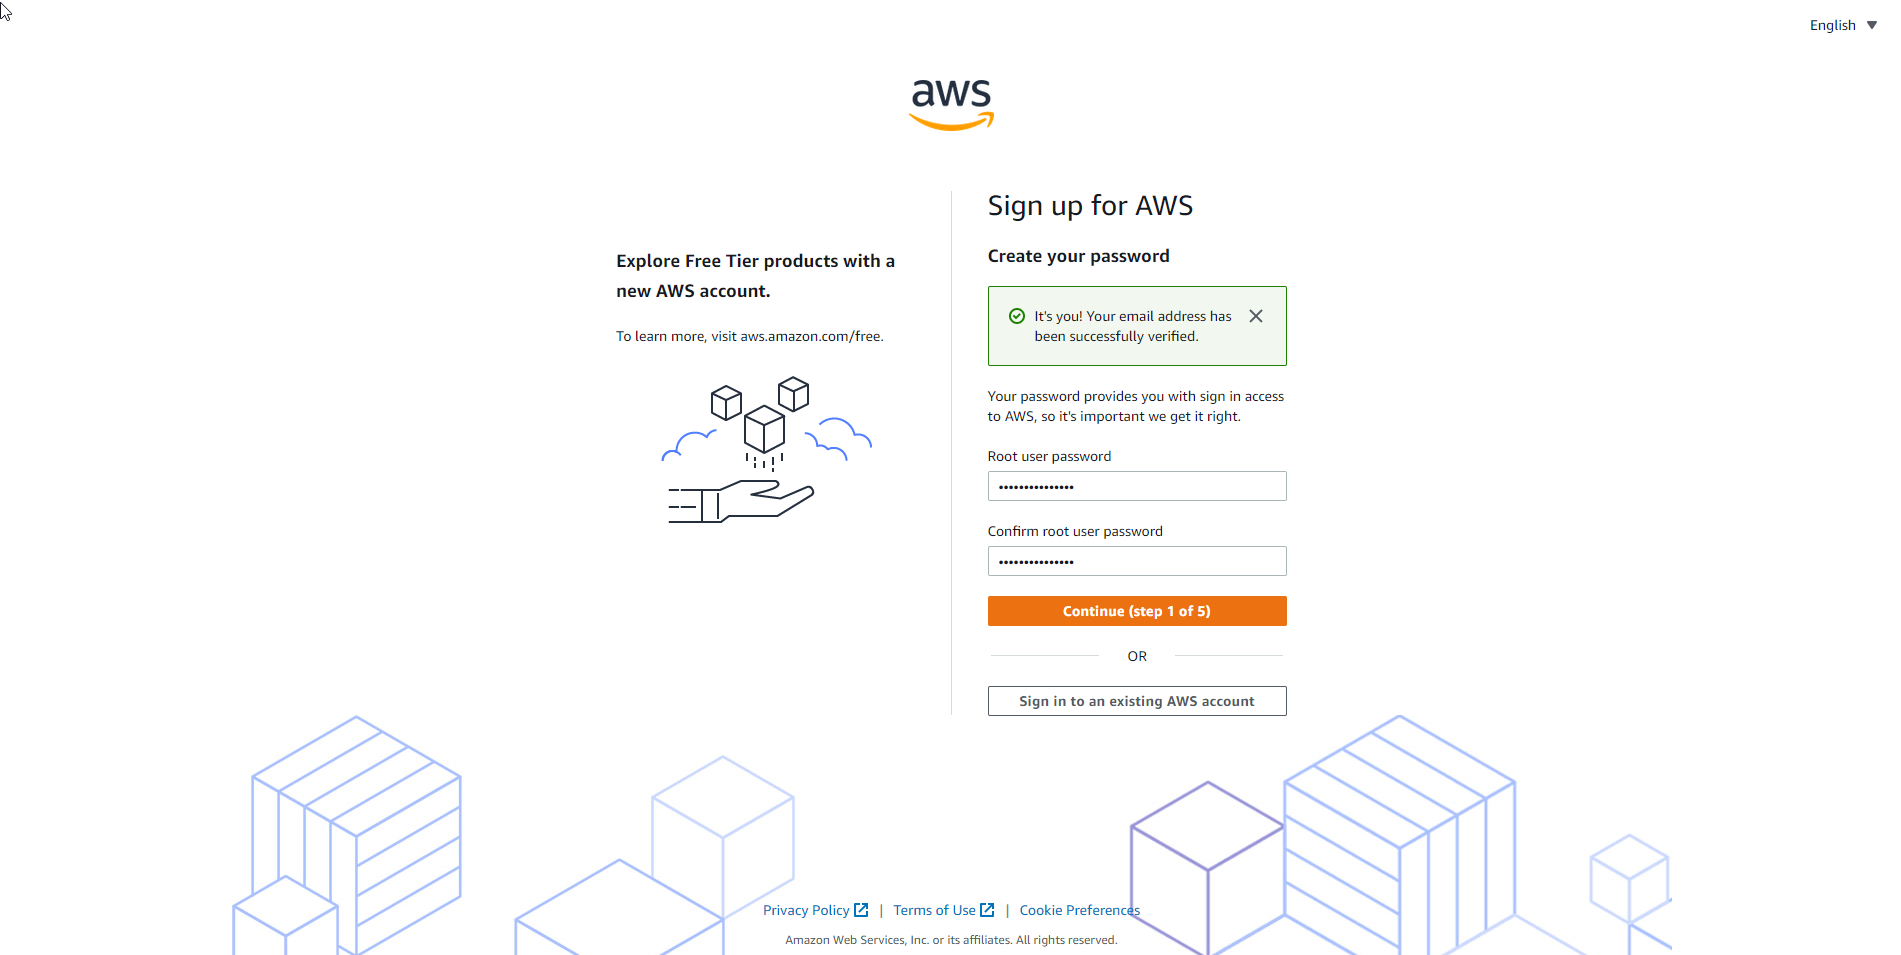 English
aws
Sign up for AWS
Explore Free Tier products with a
new AWS account.
To learn more, visit aws.amazon.com/free.
Create your password
It's you! Your email address has
been successfully verified.
Your password provides you with sign in access
to AWS, so it's important we get it right.
Root user password
•••••••••••••••
Confirm root user password
•••••••••••••••
Continue (step 1 of 5)
OR
Sign in to an existing AWS account
Privacy Policy | Terms of Use | Cookie Preferences
Amazon Web Services, Inc. or its affiliates. All rights reserved.